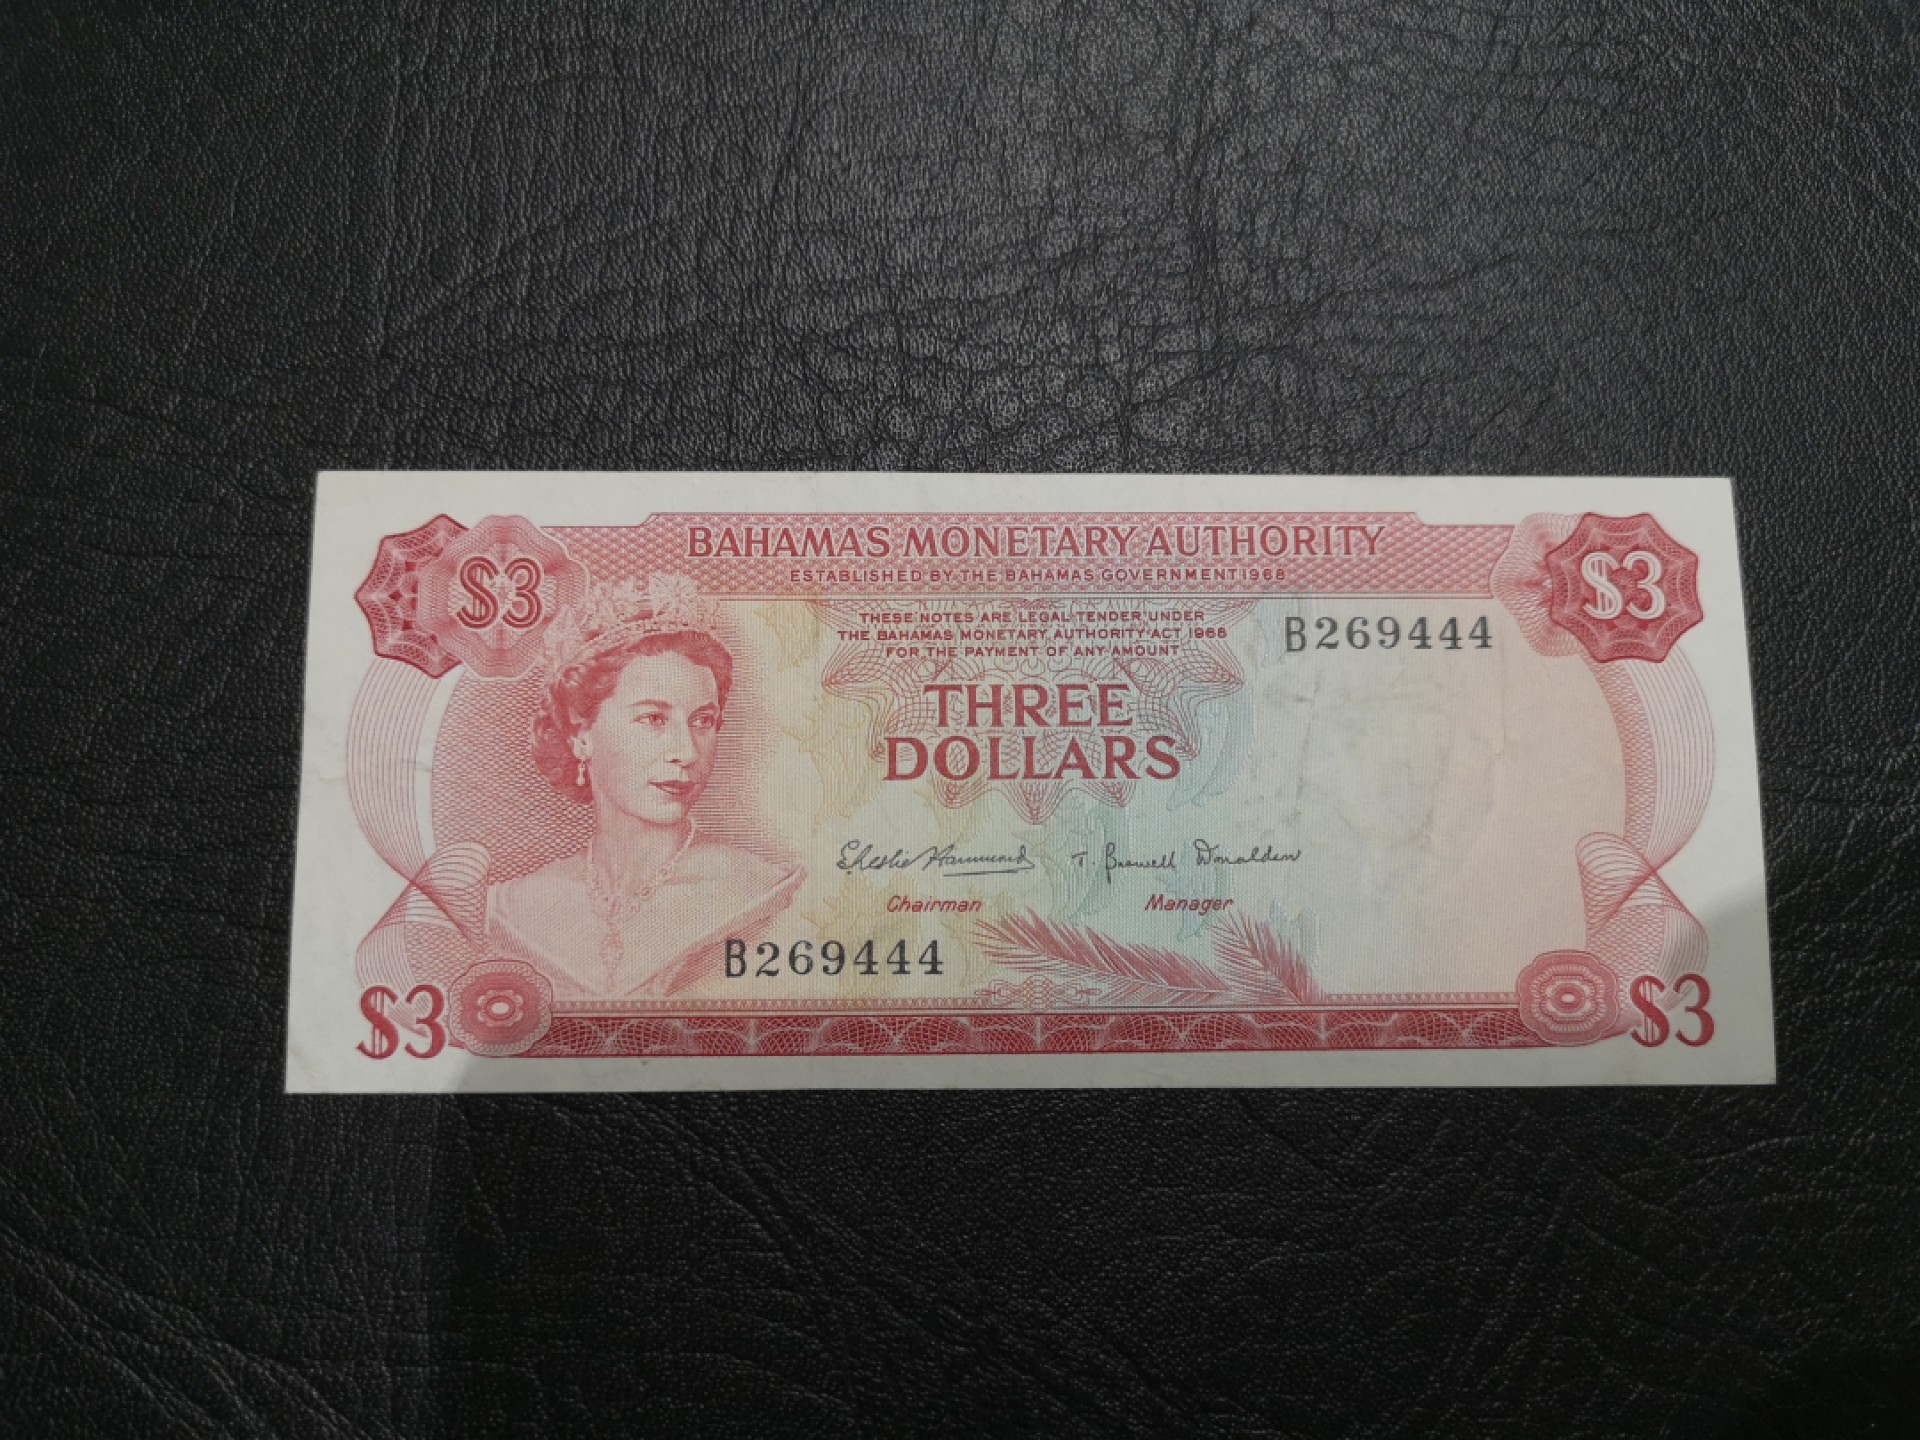 BAHAMAS MONETARY AUTHORITY
ESTABLISHED BY THE BAHAMAS GOVERNMENT 1968
$3
$3
THESE NOTES ARE LEGAL TENDER UNDER
THE BAHAMAS MONETARY AUTHORITY ACT 1968
FOR THE PAYMENT OF ANY AMOUNT
B269444
THREE
DOLLARS
T. Donaldson
Chairman
Manager
B269444
$3
$3